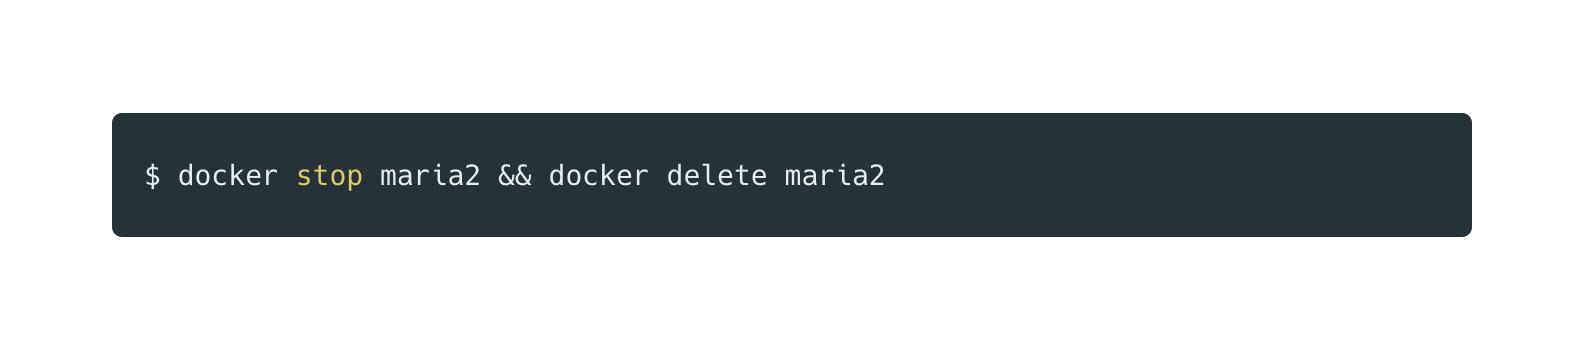 $ docker stop maria2 && docker delete maria2